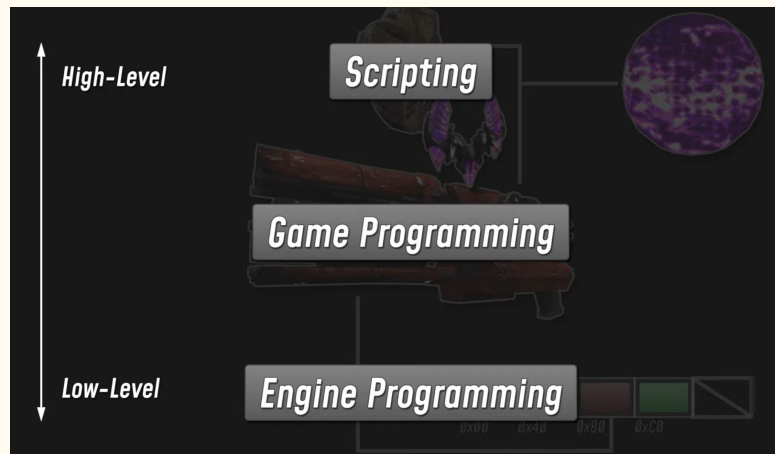 High-Level
Scripting
Game Programming
Low-Level
Engine Programming
0x00 0x40 0x80 0xC0